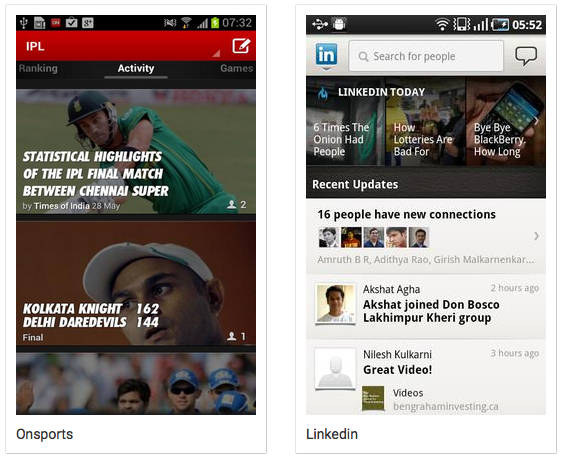 07:32
IPL
Ranking
Activity
Games
STATISTICAL HIGHLIGHTS
OF THE IPL FINAL MATCH
BETWEEN CHENNAI SUPER
by Times of India 28 May
2
KOLKATA KNIGHT 162
DELHI DAREDEVILS 144
Final
1
Onsports
05:52
in
Search for people
LINKEDIN TODAY
6 Times The
Onion Had
People
How
Lotteries Are
Bad For
Bye Bye
BlackBerry.
How Long
Recent Updates
16 people have new connections
Amruth B R, Adithya Rao, Girish Malkarnenkar...
Akshat Agha
2 hours ago
Akshat joined Don Bosco
Lakhimpur Kheri group
Nilesh Kulkarni
3 hours ago
Great Video!
Videos
bengrahaminvesting.ca
Linkedin